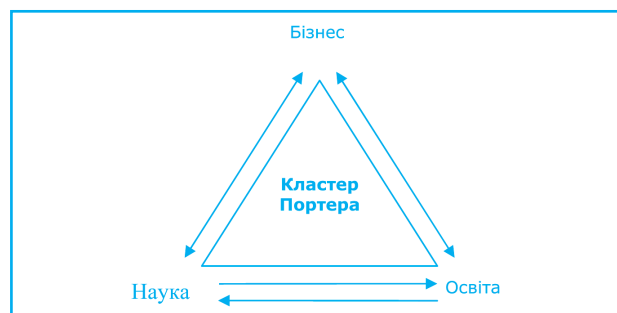 Бізнес
Кластер
Портера
Наука
Освіта